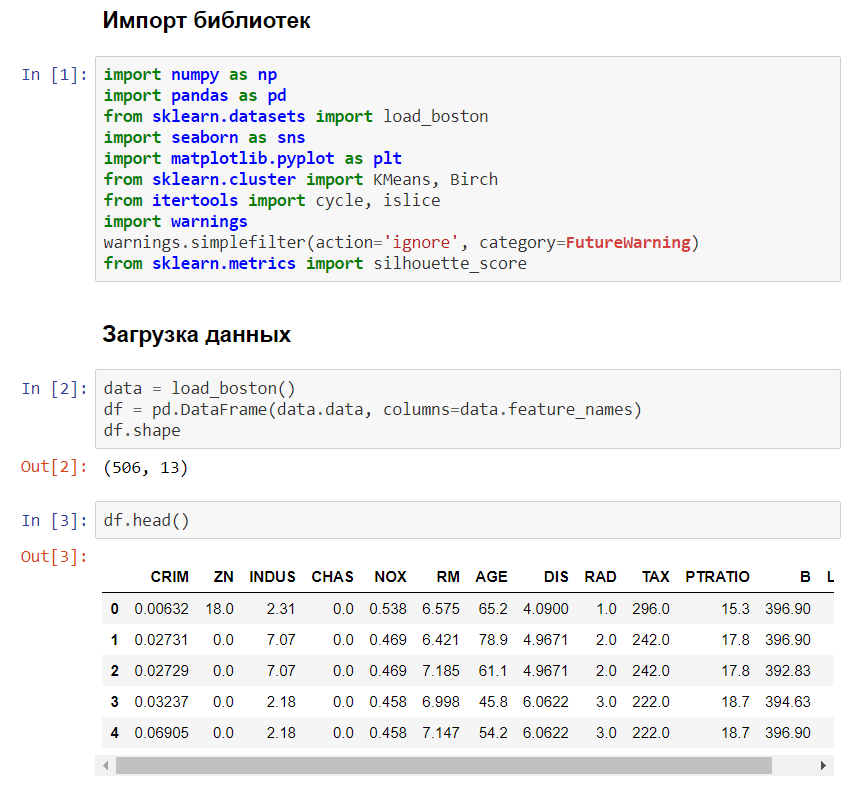 Импорт библиотек
In [1]:
import numpy as np
import pandas as pd
from sklearn.datasets import load_boston
import seaborn as sns
import matplotlib.pyplot as plt
from sklearn.cluster import KMeans, Birch
from itertools import cycle, islice
import warnings
warnings.simplefilter(action='ignore', category=FutureWarning)
from sklearn.metrics import silhouette_score
Загрузка данных
In [2]:
data = load_boston()
df = pd.DataFrame(data.data, columns=data.feature_names)
df.shape
Out[2]: (506, 13)
In [3]: df.head()
Out[3]:
CRIM ZN INDUS CHAS NOX RM AGE DIS RAD TAX PTRATIO B L
0 0.00632 18.0 2.31 0.0 0.538 6.575 65.2 4.0900 1.0 296.0 15.3 396.90
1 0.02731 0.0 7.07 0.0 0.469 6.421 78.9 4.9671 2.0 242.0 17.8 396.90
2 0.02729 0.0 7.07 0.0 0.469 7.185 61.1 4.9671 2.0 242.0 17.8 392.83
3 0.03237 0.0 2.18 0.0 0.458 6.998 45.8 6.0622 3.0 222.0 18.7 394.63
4 0.06905 0.0 2.18 0.0 0.458 7.147 54.2 6.0622 3.0 222.0 18.7 396.90